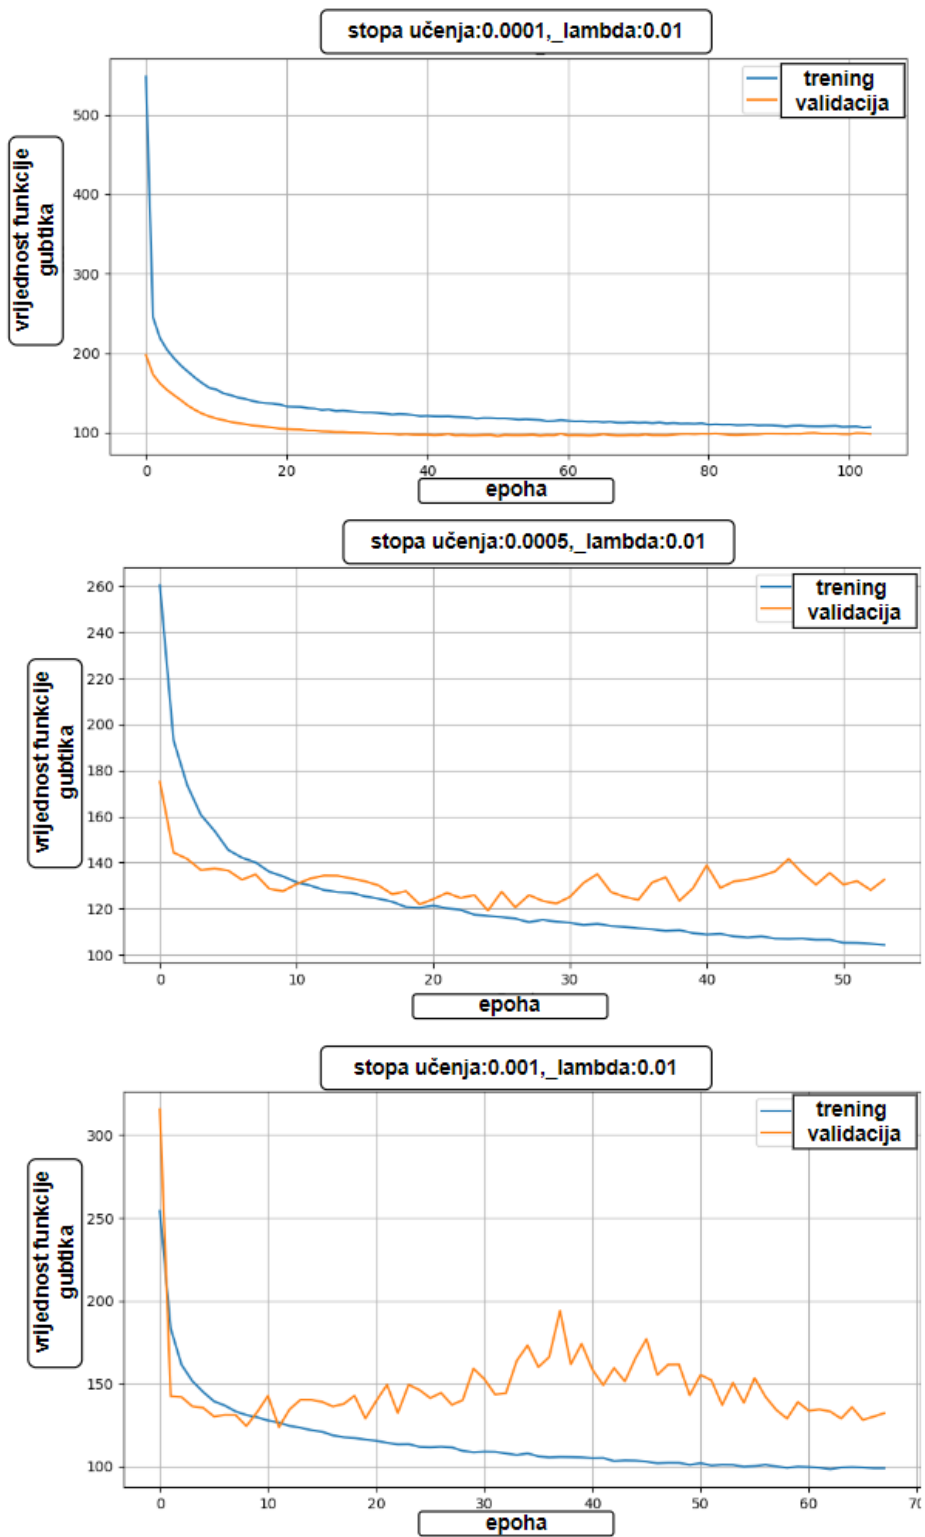 stopa učenja:0.0001,_lambda:0.01
trening
validacija
vrijednost funkcije
gubtika
500
400
300
200
100
0 20 40 60 80 100
epoha
stopa učenja:0.0005,_lambda:0.01
trening
validacija
vrijednost funkcije
gubtika
260
240
220
200
180
160
140
120
100
0 10 20 30 40 50
epoha
stopa učenja:0.001,_lambda:0.01
trening
validacija
vrijednost funkcije
gubtika
300
250
200
150
100
0 10 20 30 40 50 60 70
epoha